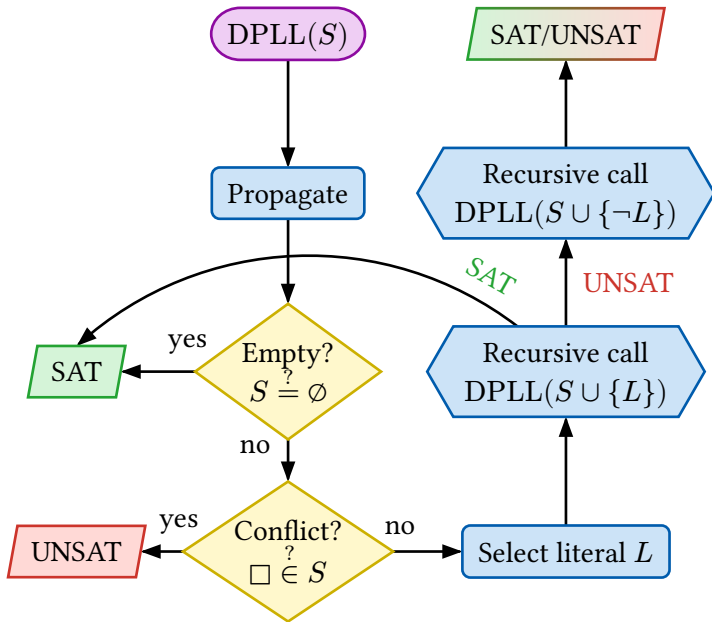 DPLL(S)
SAT/UNSAT
Propagate
Recursive call
DPLL(S ∪ {¬L})
SAT
UNSAT
yes
SAT
Empty?
S ≟ ∅
Recursive call
DPLL(S ∪ {L})
no
yes
UNSAT
Conflict?
?
□ ∈ S
no
Select literal L